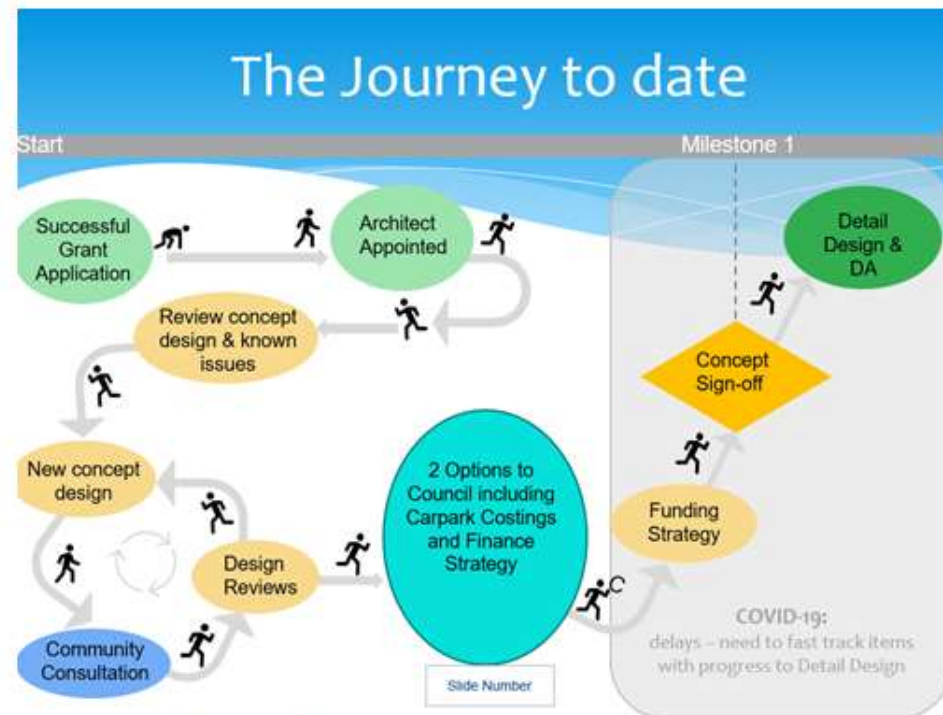 The Journey to date
Start
Milestone 1
Successful
Grant
Application
Architect
Appointed
Detail
Design &
DA
Review concept
design & known
issues
Concept
Sign-off
New concept
design
2 Options to
Council including
Carpark Costings
and Finance
Strategy
Funding
Strategy
Design
Reviews
Community
Consultation
COVID-19:
delays – need to fast track items
with progress to Detail Design
Slide Number